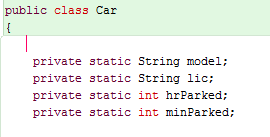 public class Car
{
private static String model;
private static String lic;
private static int hrParked;
private static int minParked;